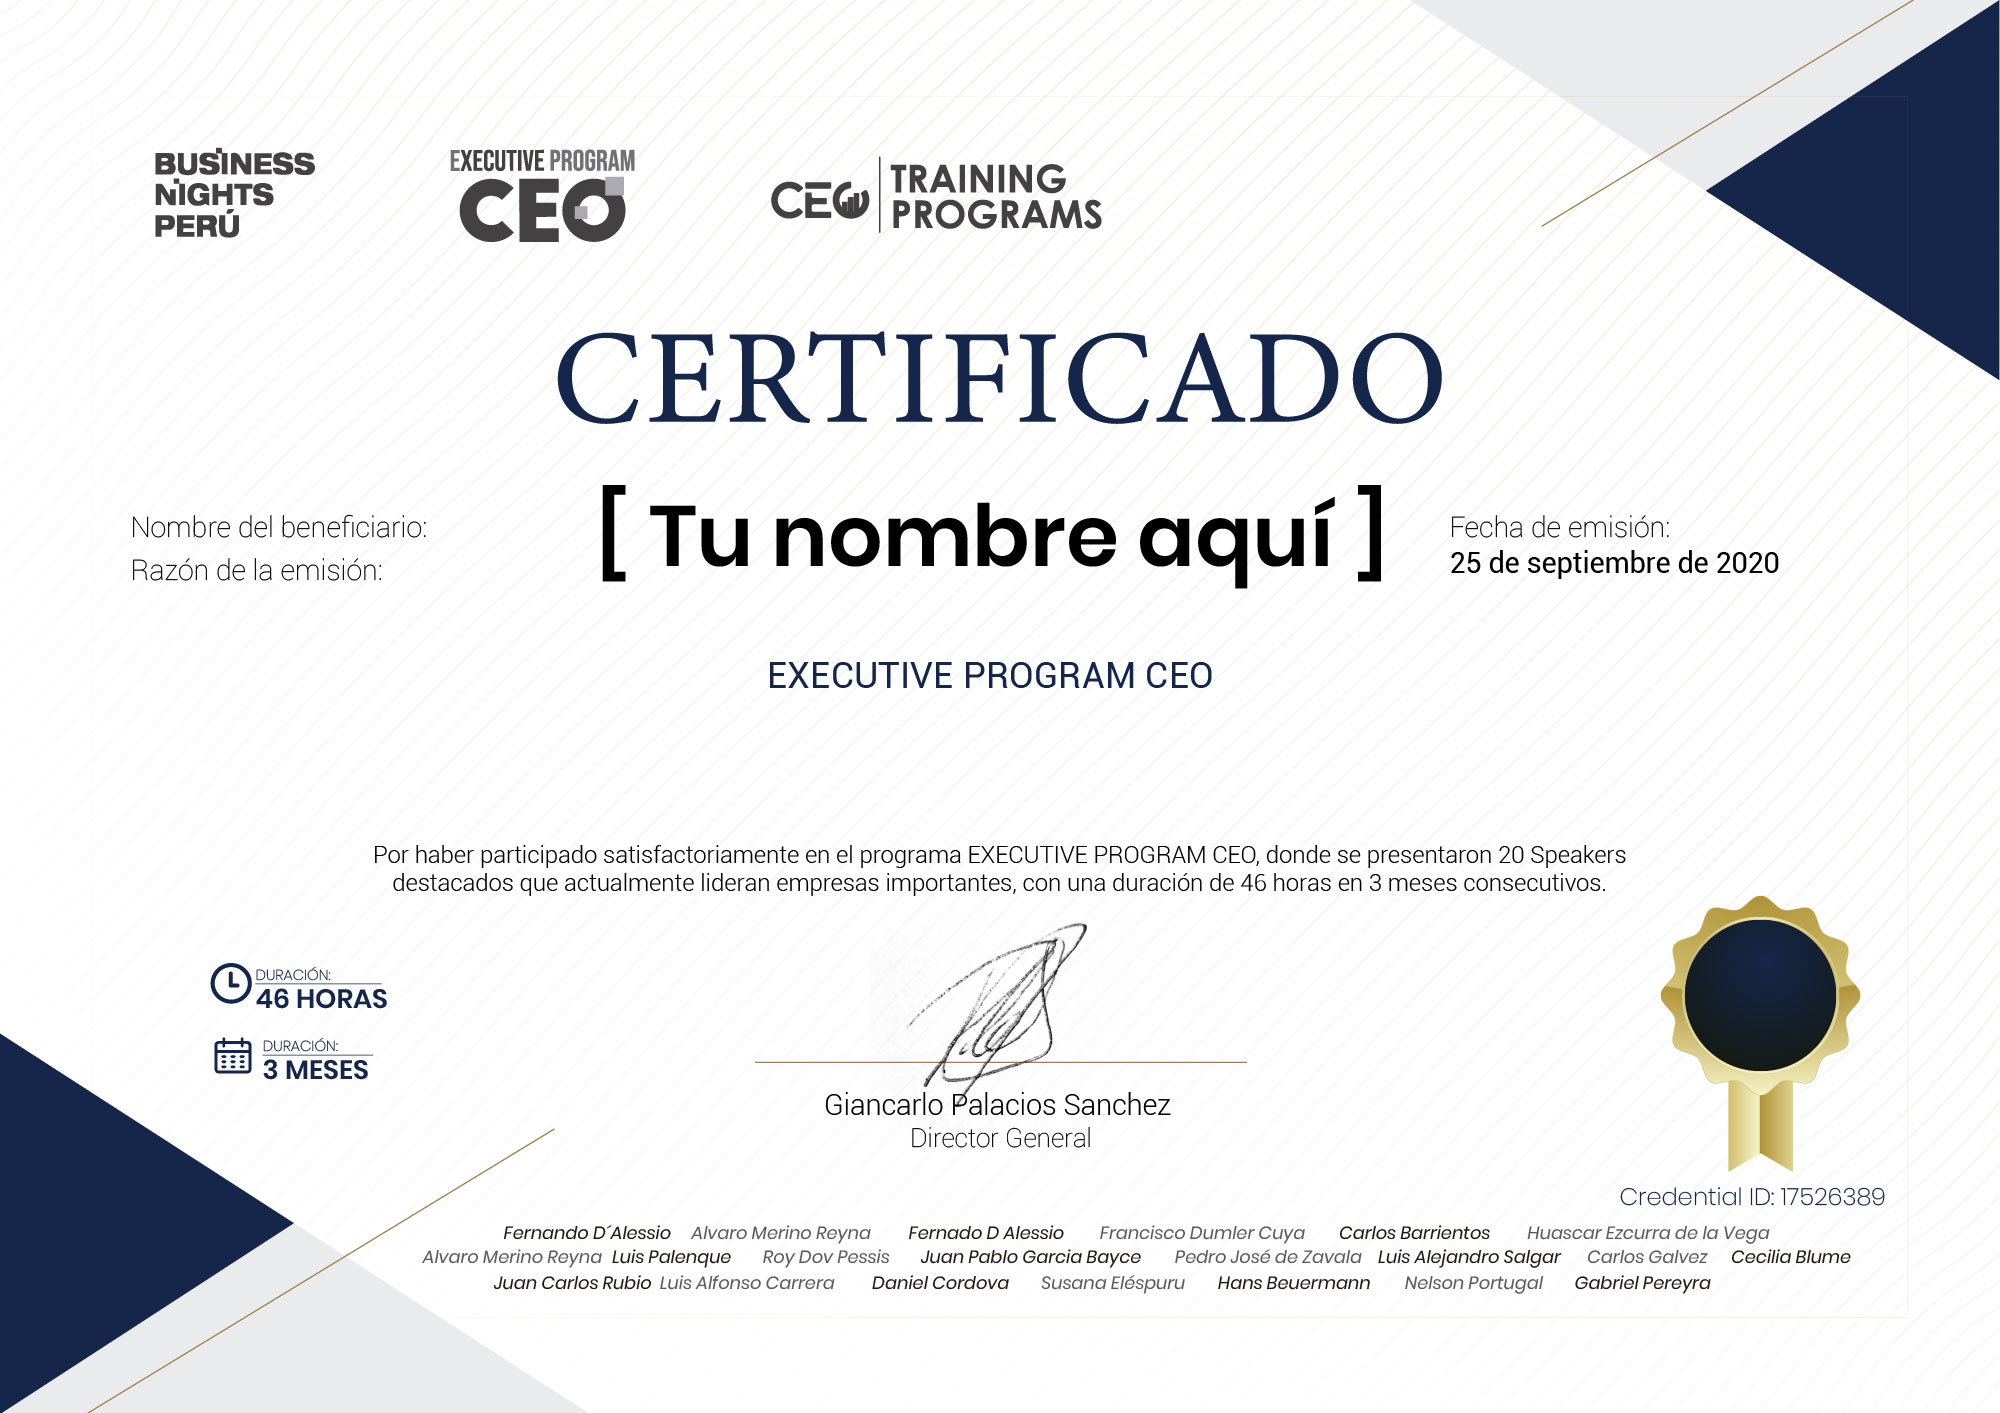 BUSINESS
NIGHTS
PERÚ
EXECUTIVE PROGRAM
CEO
CEO TRAINING
PROGRAMS
CERTIFICADO
Nombre del beneficiario:
Razón de la emisión:
[ Tu nombre aquí ]
Fecha de emisión:
25 de septiembre de 2020
EXECUTIVE PROGRAM CEO
Por haber participado satisfactoriamente en el programa EXECUTIVE PROGRAM CEO, donde se presentaron 20 Speakers
destacados que actualmente lideran empresas importantes, con una duración de 46 horas en 3 meses consecutivos.
DURACIÓN:
46 HORAS
DURACIÓN:
3 MESES
Giancarlo Palacios Sanchez
Director General
Credential ID: 17526389
Fernando D´Alessio Alvaro Merino Reyna Fernado D Alessio Francisco Dumler Cuya Carlos Barrientos Huascar Ezcurra de la Vega
Alvaro Merino Reyna Luis Palenque Roy Dov Pessis Juan Pablo Garcia Bayce Pedro José de Zavala Luis Alejandro Salgar Carlos Galvez Cecilia Blume
Juan Carlos Rubio Luis Alfonso Carrera Daniel Cordova Susana Eléspuru Hans Beuermann Nelson Portugal Gabriel Pereyra